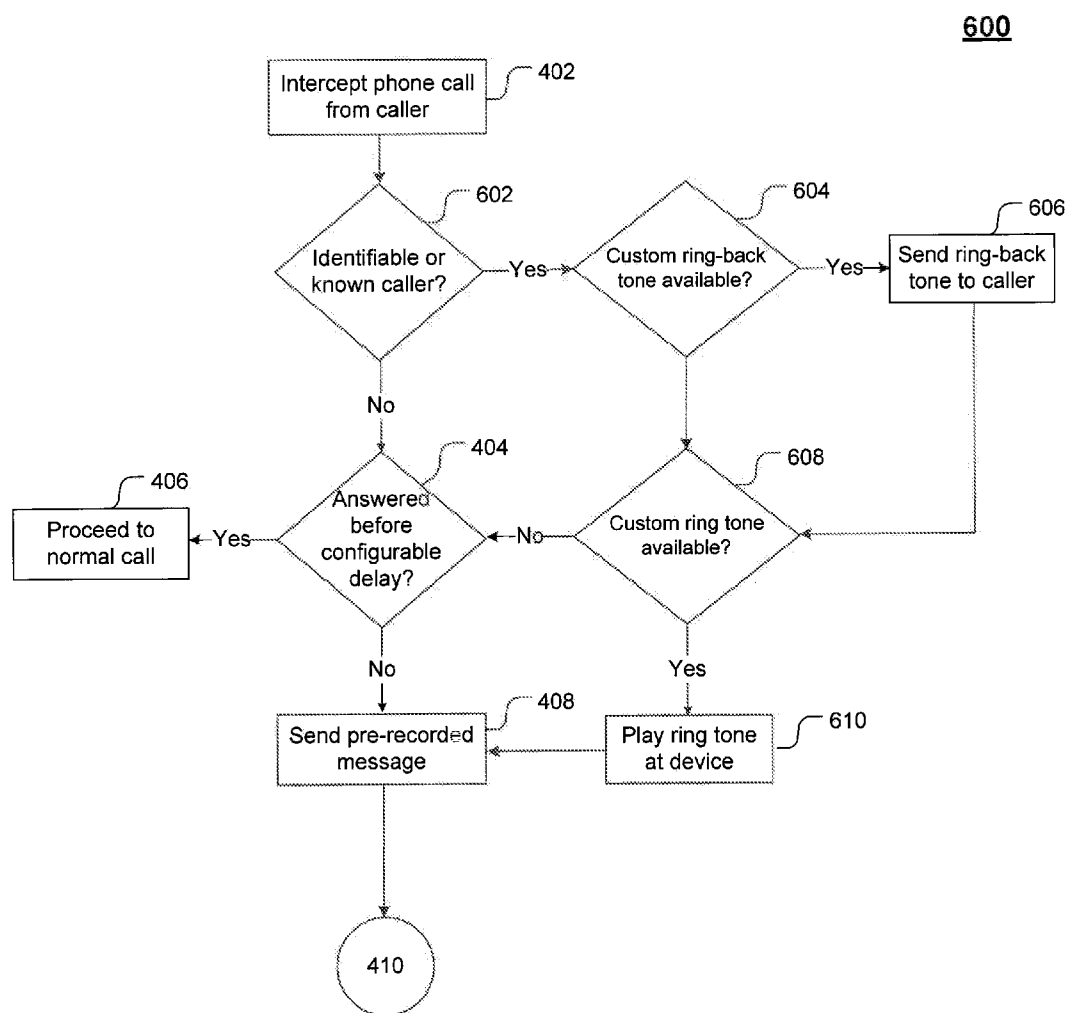 600
Intercept phone call
from caller
402
602
Identifiable or
known caller?
Yes
604
Custom ring-back
tone available?
Yes
606
Send ring-back
tone to caller
No
404
Answered
before
configurable
delay?
Yes
406
Proceed to
normal call
608
Custom ring tone
available?
No
No
Yes
408
Send pre-recorded
message
610
Play ring tone
at device
410